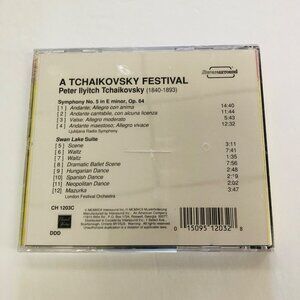 A TCHAIKOVSKY FESTIVAL
Peter Ilyitch Tchaikovsky (1840-1893)
Symphony No. 5 in E minor, Op. 64
[1] Andante; Allegro con anima 14:40
[2] Andante cantabile, con alcuna licenza 11:44
[3] Valse: Allegro moderato 5:43
[4] Andante maestoso; Allegro vivace 12:32
Ljubljana Radio Symphony
Swan Lake Suite
[5] Scene 3:11
[6] Waltz 7:41
[7] Waltz 1:35
[8] Dramatic Ballet Scene 7:56
[9] Hungarian Dance 2:51
[10] Spanish Dance 2:22
[11] Neopolitan Dance 2:02
[12] Mazurka 3:47
London Festival Orchestra
CH 1203C
DDD
0 15095 12032 8